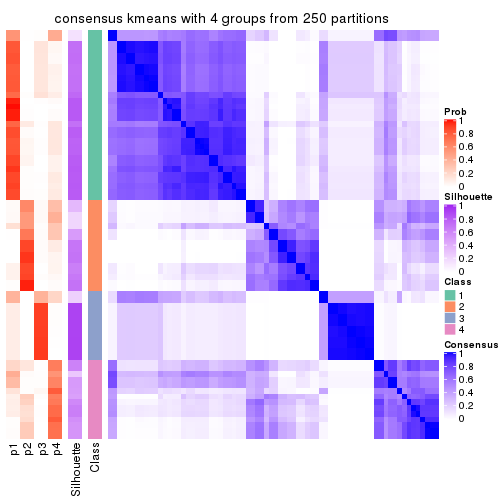 consensus kmeans with 4 groups from 250 partitions
Prob
1
0.8
0.6
0.4
0.2
0
Silhouette
1
0.8
0.6
0.4
0.2
0
Class
1
2
3
4
Consensus
1
0.8
0.6
0.4
0.2
0
p1
p2
p3
p4
Silhouette
Class